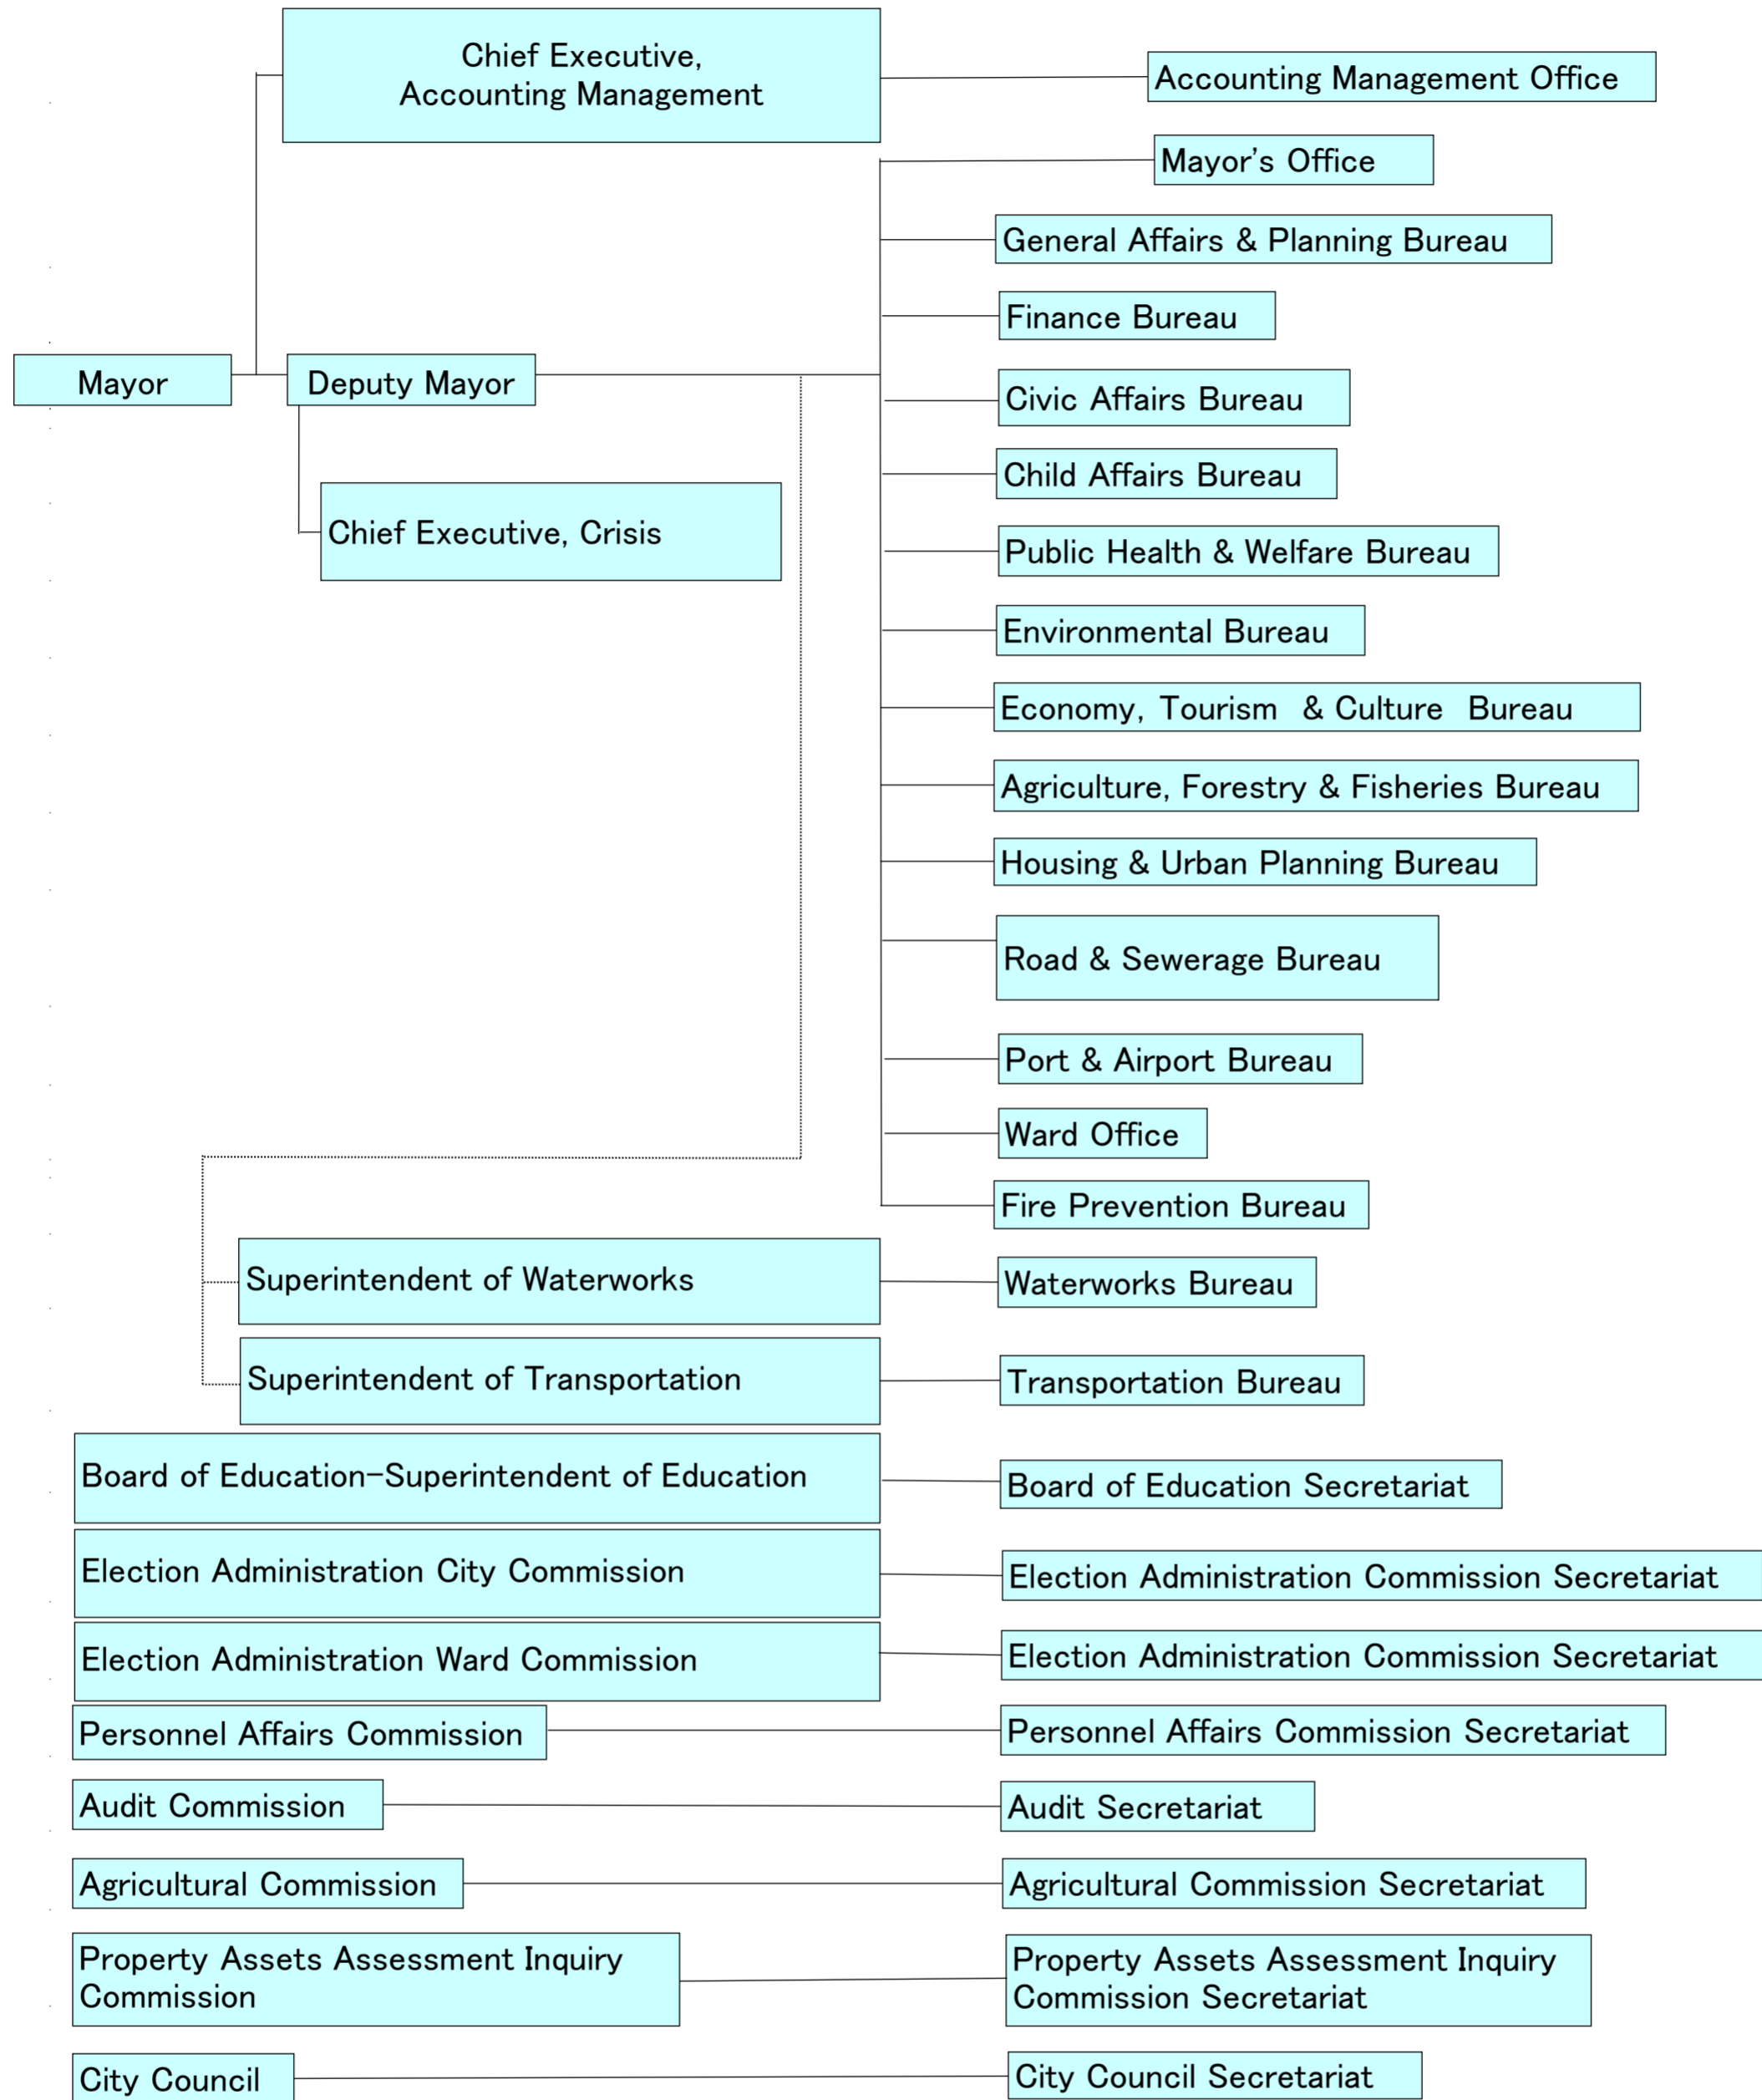 Chief Executive,
Accounting Management
Accounting Management Office
Mayor's Office
General Affairs & Planning Bureau
Finance Bureau
Mayor
Deputy Mayor
Civic Affairs Bureau
Child Affairs Bureau
Chief Executive, Crisis
Public Health & Welfare Bureau
Environmental Bureau
Economy, Tourism & Culture Bureau
Agriculture, Forestry & Fisheries Bureau
Housing & Urban Planning Bureau
Road & Sewerage Bureau
Port & Airport Bureau
Ward Office
Fire Prevention Bureau
Superintendent of Waterworks
Waterworks Bureau
Superintendent of Transportation
Transportation Bureau
Board of Education-Superintendent of Education
Board of Education Secretariat
Election Administration City Commission
Election Administration Commission Secretariat
Election Administration Ward Commission
Election Administration Commission Secretariat
Personnel Affairs Commission
Personnel Affairs Commission Secretariat
Audit Commission
Audit Secretariat
Agricultural Commission
Agricultural Commission Secretariat
Property Assets Assessment Inquiry
Commission
Property Assets Assessment Inquiry
Commission Secretariat
City Council
City Council Secretariat